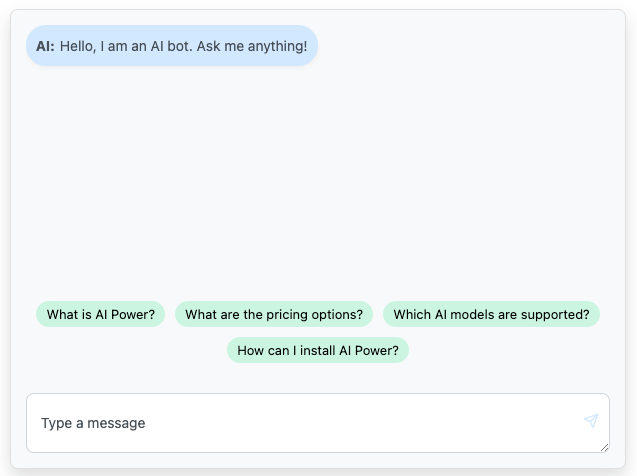 AI: Hello, I am an AI bot. Ask me anything!
What is AI Power? What are the pricing options? Which AI models are supported?
How can I install AI Power?
Type a message